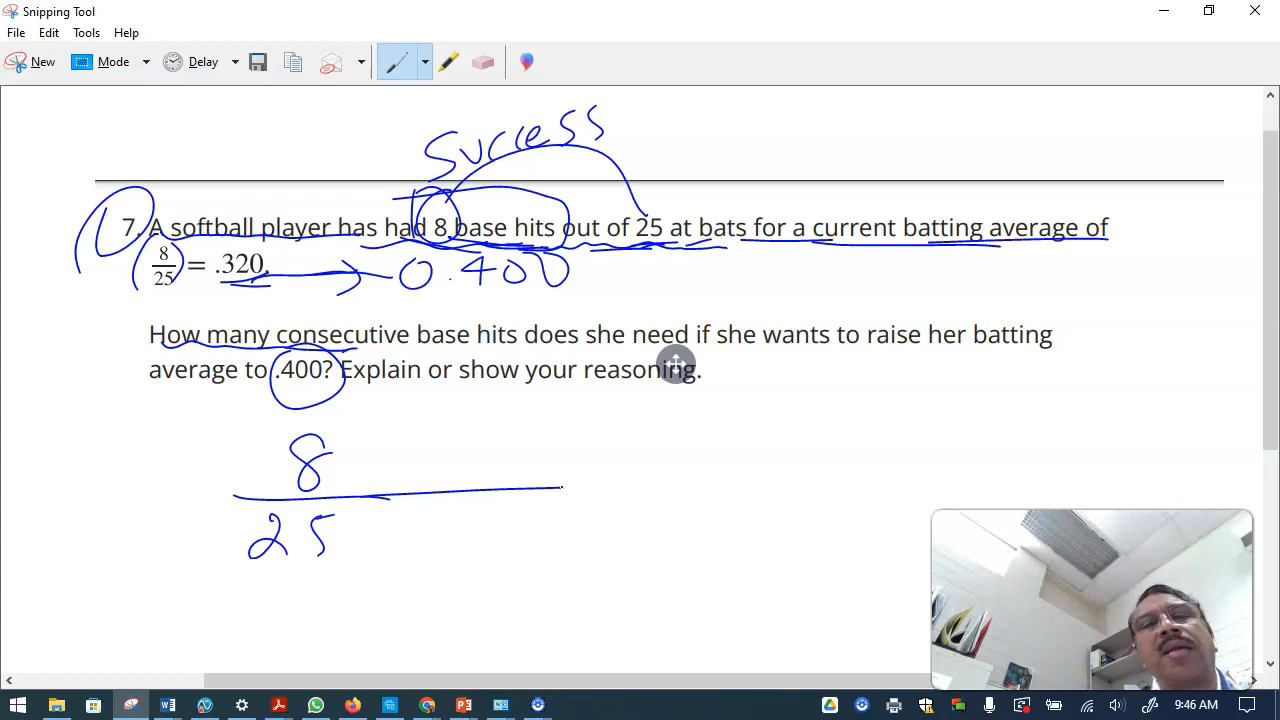 Snipping Tool
File Edit Tools Help
New Mode Delay
Sucess
7. A softball player has had 8 base hits out of 25 at bats for a current batting average of
8/25 = .320. 0.400
How many consecutive base hits does she need if she wants to raise her batting
average to .400? Explain or show your reasoning.
8
25
9:46 AM